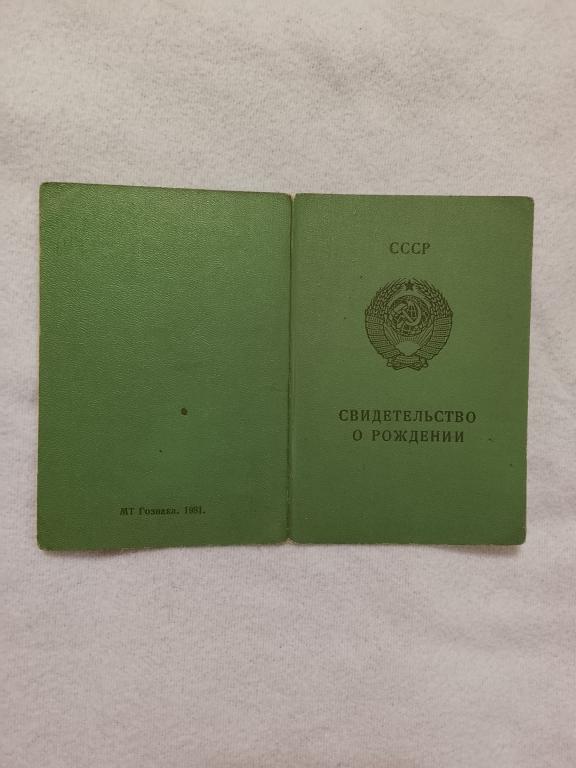 СССР
СВИДЕТЕЛЬСТВО
О РОЖДЕНИИ
МТ Гознака. 1981.